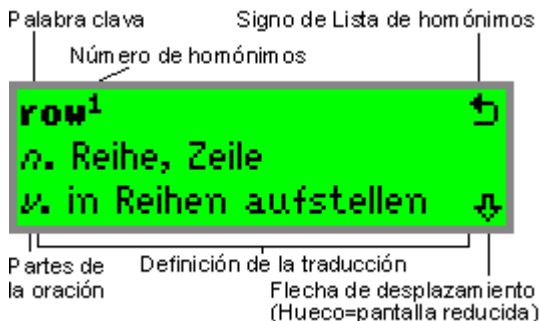 Palabra clava
Signo de Lista de homónimos
Número de homónimos
row¹
n. Reihe, Zeile
v. in Reihen aufstellen
Partes de
la oración
Definición de la traducción
Flecha de desplazamiento
(Hueco=pantalla reducida)